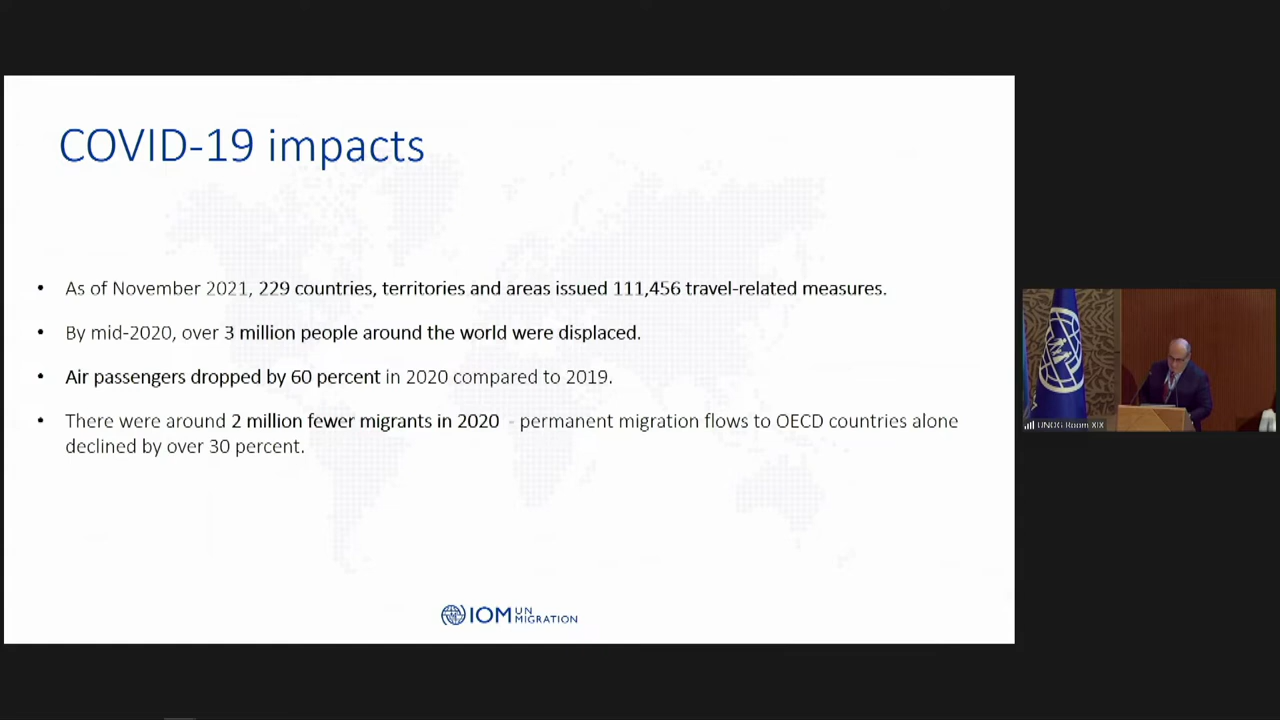 COVID-19 impacts
• As of November 2021, 229 countries, territories and areas issued 111,456 travel-related measures.
• By mid-2020, over 3 million people around the world were displaced.
• Air passengers dropped by 60 percent in 2020 compared to 2019.
• There were around 2 million fewer migrants in 2020 - permanent migration flows to OECD countries alone
declined by over 30 percent.
UNOG Room XIX
IOM UN
MIGRATION